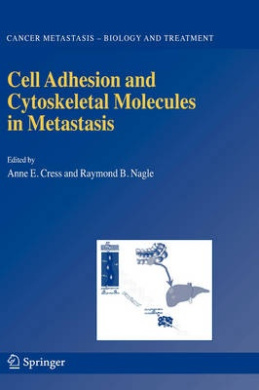 CANCER METASTASIS – BIOLOGY AND TREATMENT
Cell Adhesion and
Cytoskeletal Molecules
in Metastasis
Edited by
Anne E. Cress and Raymond B. Nagle
Springer